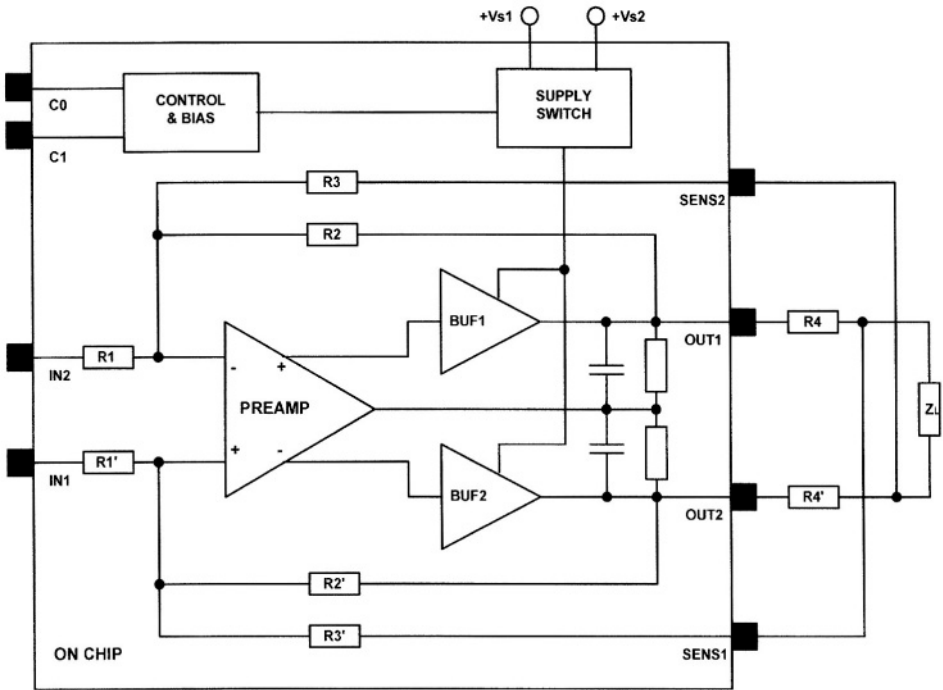 +Vs1
+Vs2
C0
CONTROL
& BIAS
SUPPLY
SWITCH
C1
R3
SENS2
R2
BUF1
OUT1
R4
IN2
R1
-
+
PREAMP
ZL
+
-
IN1
R1'
BUF2
OUT2
R4'
R2'
R3'
SENS1
ON CHIP